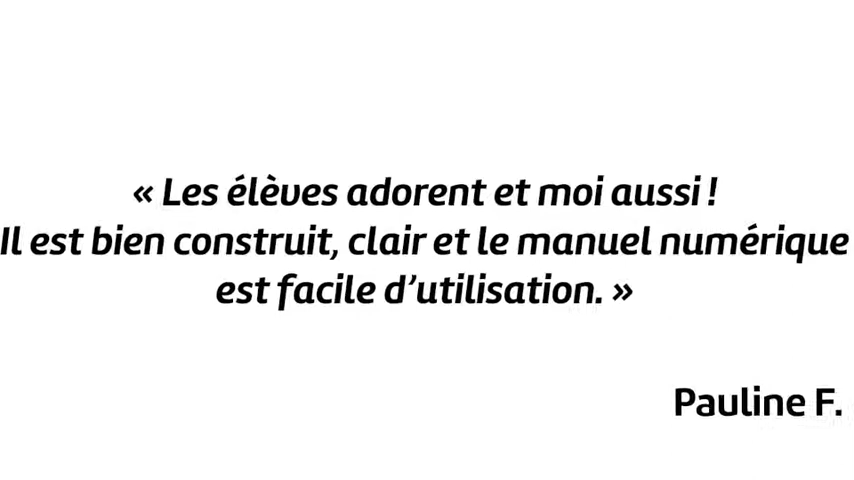 « Les élèves adorent et moi aussi !
Il est bien construit, clair et le manuel numérique
est facile d’utilisation. »
Pauline F.